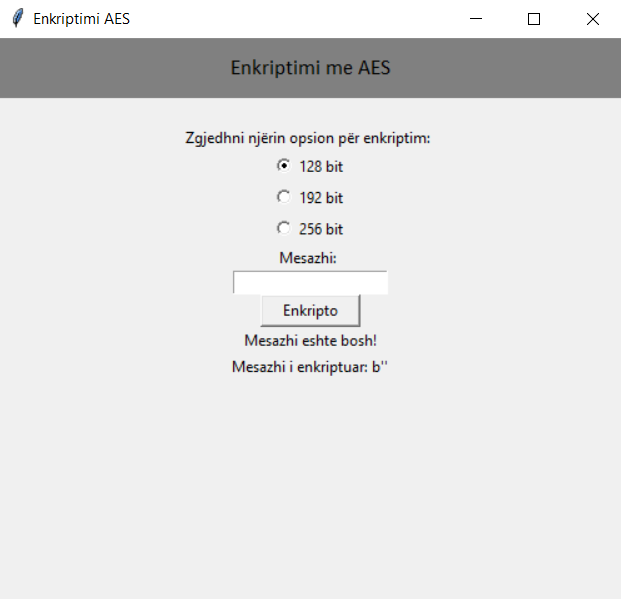 Enkriptimi AES
Enkriptimi me AES
Zgjedhni njërin opsion për enkriptim:
128 bit
192 bit
256 bit
Mesazhi:
Enkripto
Mesazhi eshte bosh!
Mesazhi i enkriptuar: b''